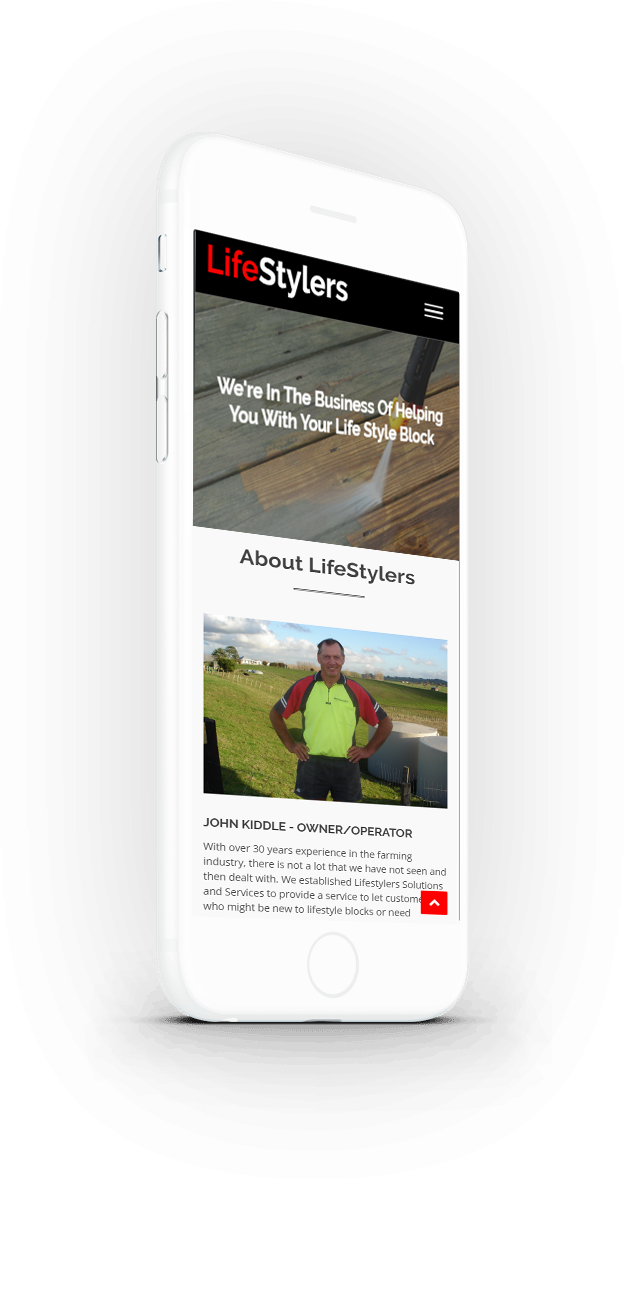 LifeStylers
We're In The Business Of Helping
You With Your Life Style Block
About LifeStylers
JOHN KIDDLE - OWNER/OPERATOR
With over 30 years experience in the farming
industry, there is not a lot that we have not seen and
then dealt with. We established Lifestylers Solutions
and Services to provide a service to let custome
who might be new to lifestyle blocks or need